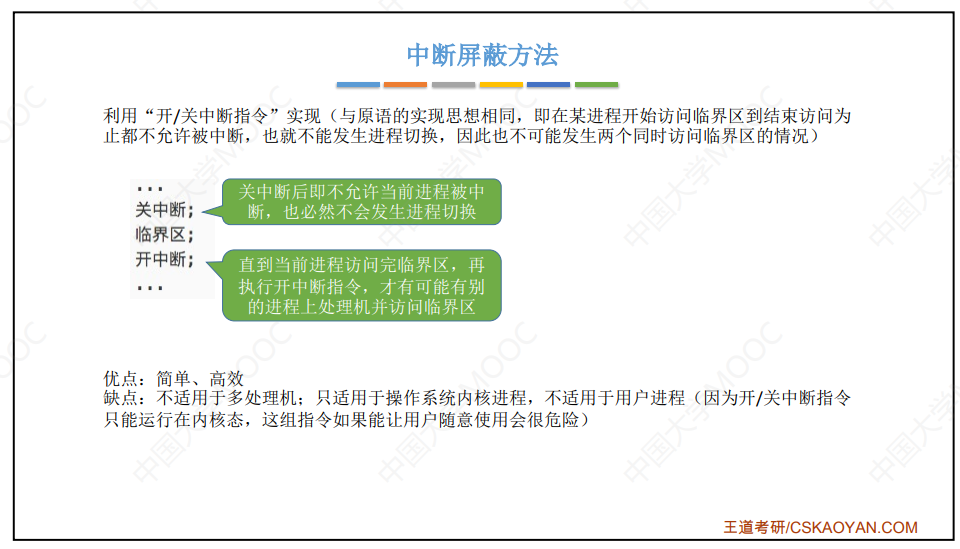 中断屏蔽方法
利用“开/关中断指令”实现（与原语的实现思想相同，即在某进程开始访问临界区到结束访问为
止都不允许被中断，也就不能发生进程切换，因此也不可能发生两个同时访问临界区的情况）
...
关中断;
临界区;
开中断;
...
关中断后即不允许当前进程被中
断，也必然不会发生进程切换
直到当前进程访问完临界区，再
执行开中断指令，才有可能有别
的进程上处理机并访问临界区
优点：简单、高效
缺点：不适用于多处理机；只适用于操作系统内核进程，不适用于用户进程（因为开/关中断指令
只能运行在内核态，这组指令如果能让用户随意使用会很危险）
王道考研/CSKAOYAN.COM
中国大学MOOC